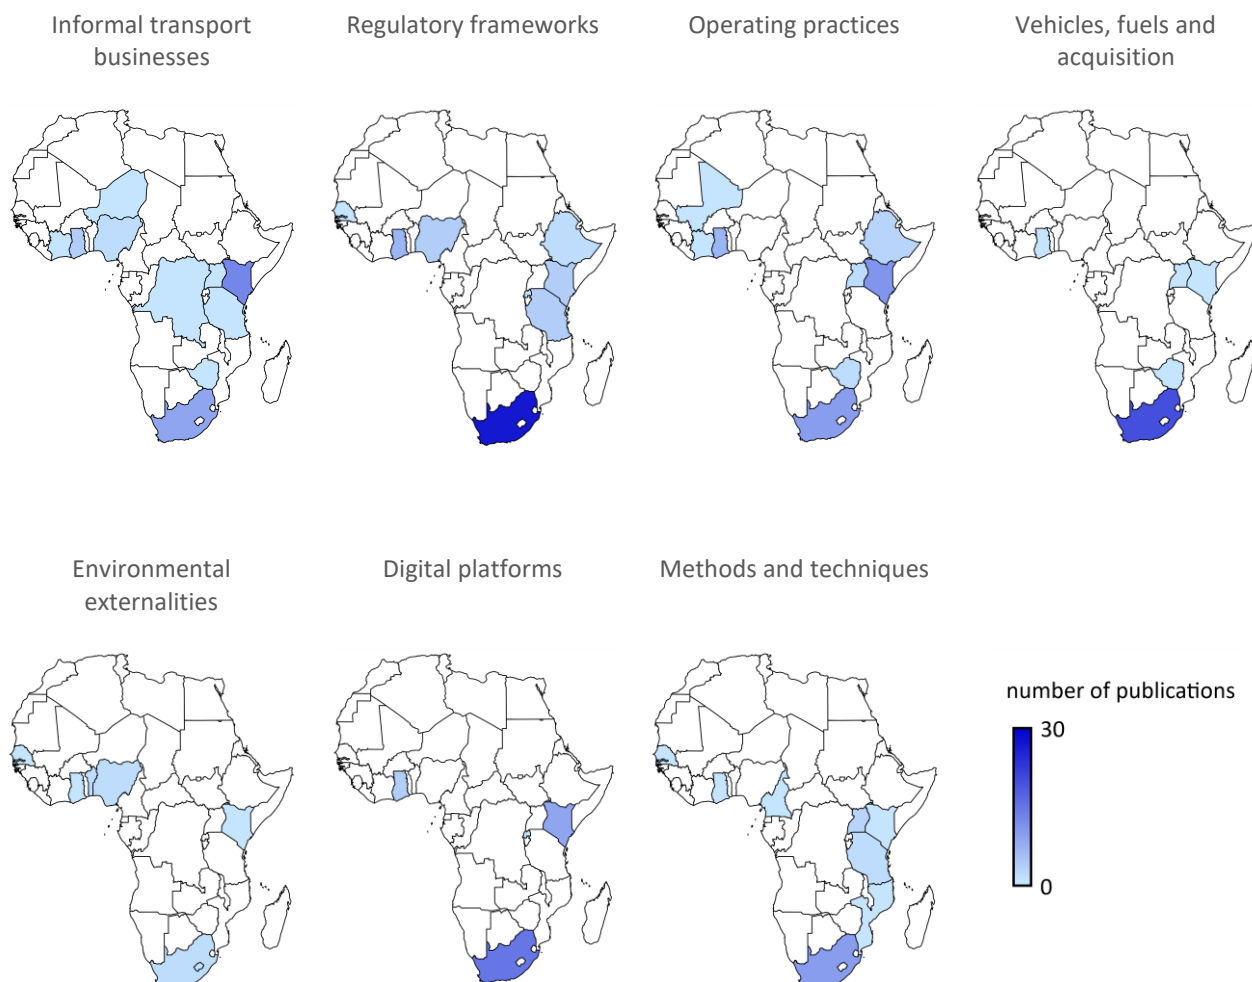 Informal transport
businesses
Regulatory frameworks
Operating practices
Vehicles, fuels and
acquisition
Environmental
externalities
Digital platforms
Methods and techniques
number of publications
30
0